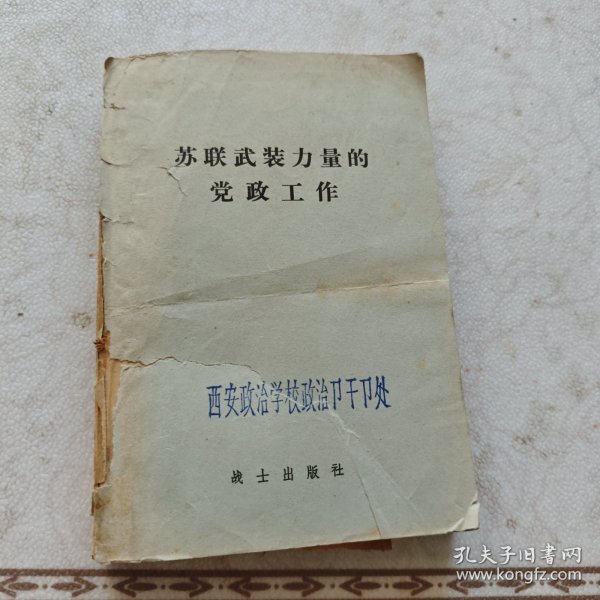 苏联武装力量的
党政工作
西安政治学校政治卩干卩处
战士出版社
孔夫子旧书网
www.kongfz.com